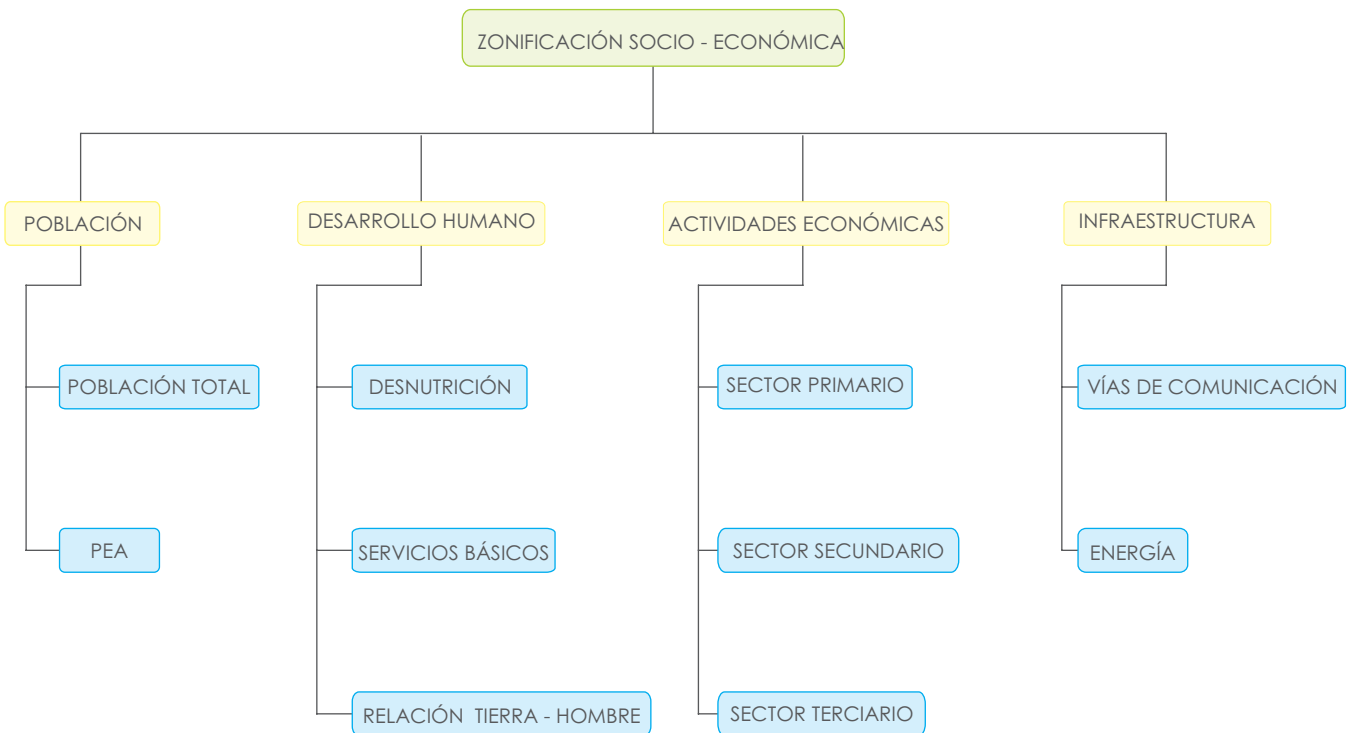 ZONIFICACIÓN SOCIO - ECONÓMICA
POBLACIÓN
DESARROLLO HUMANO
ACTIVIDADES ECONÓMICAS
INFRAESTRUCTURA
POBLACIÓN TOTAL
DESNUTRICIÓN
SECTOR PRIMARIO
VÍAS DE COMUNICACIÓN
PEA
SERVICIOS BÁSICOS
SECTOR SECUNDARIO
ENERGÍA
RELACIÓN TIERRA - HOMBRE
SECTOR TERCIARIO